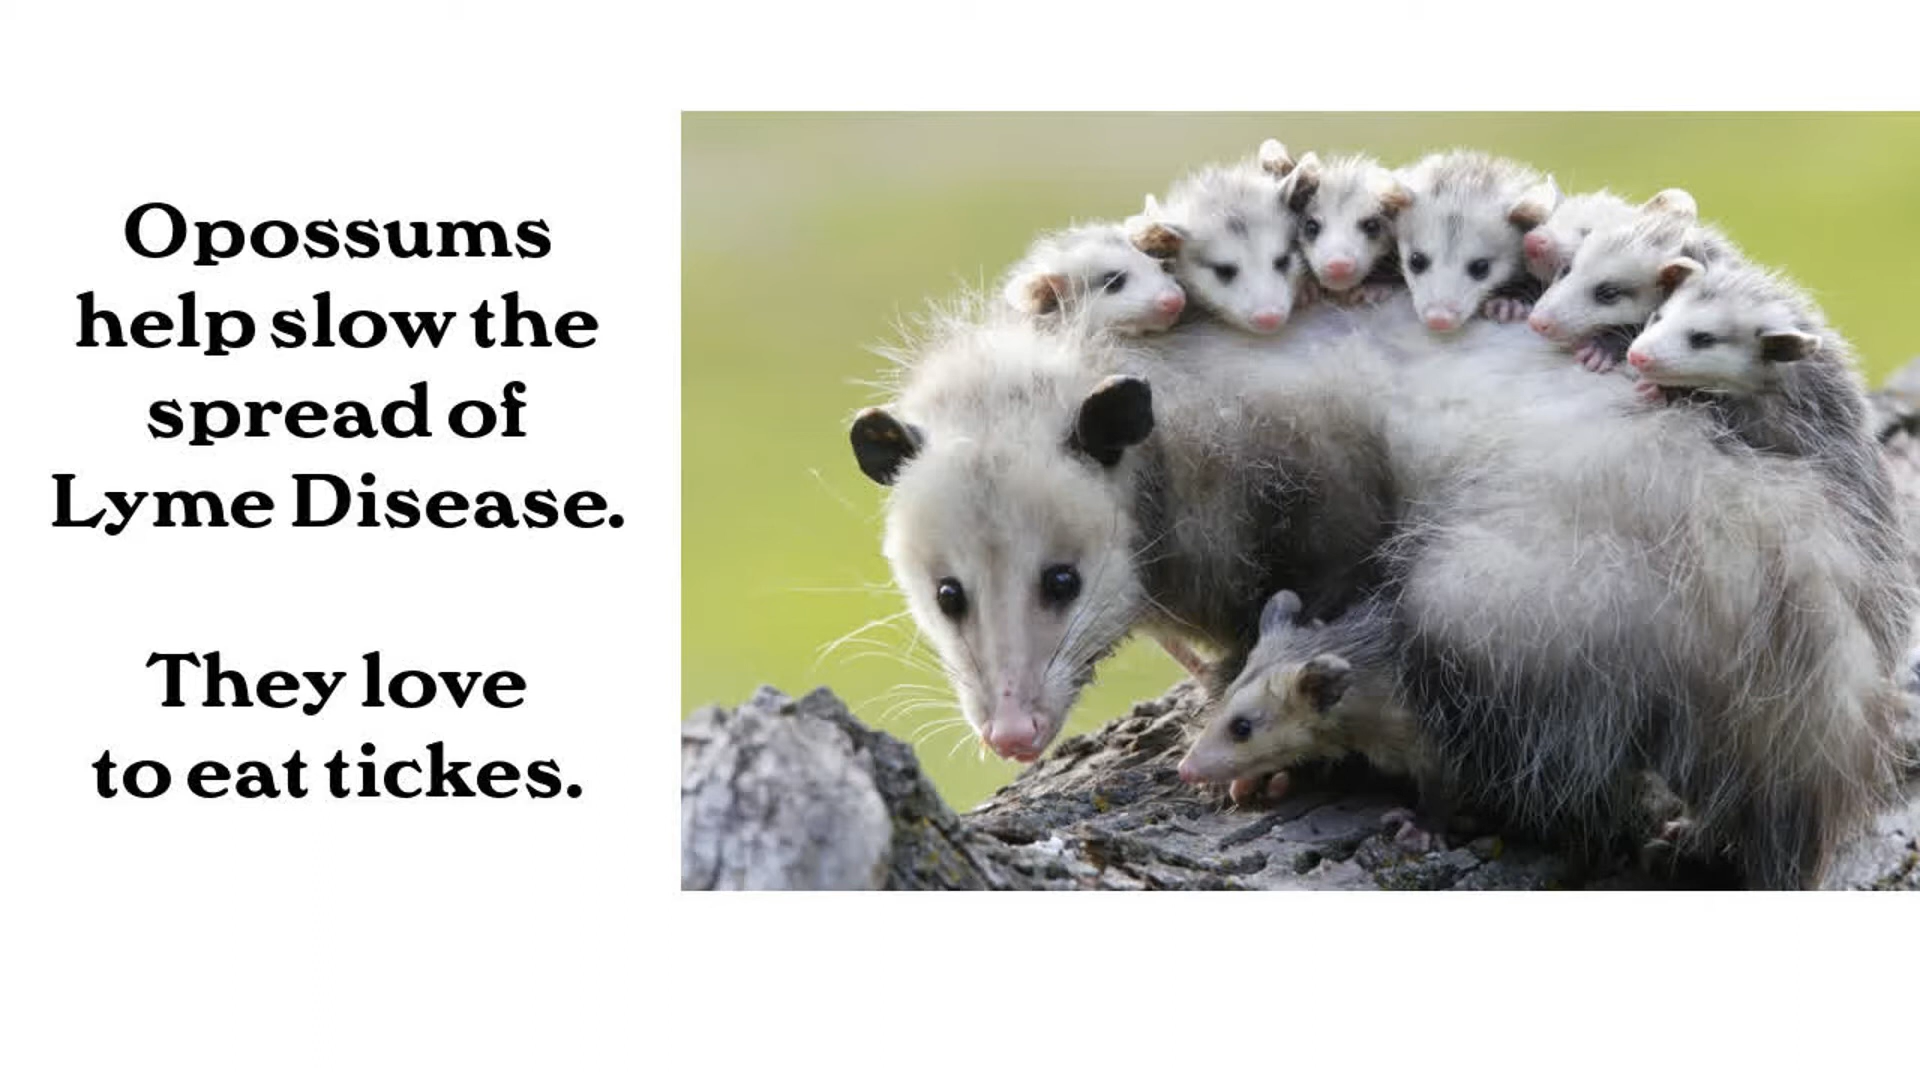 Opossums
help slow the
spread of
Lyme Disease.
They love
to eat tickes.